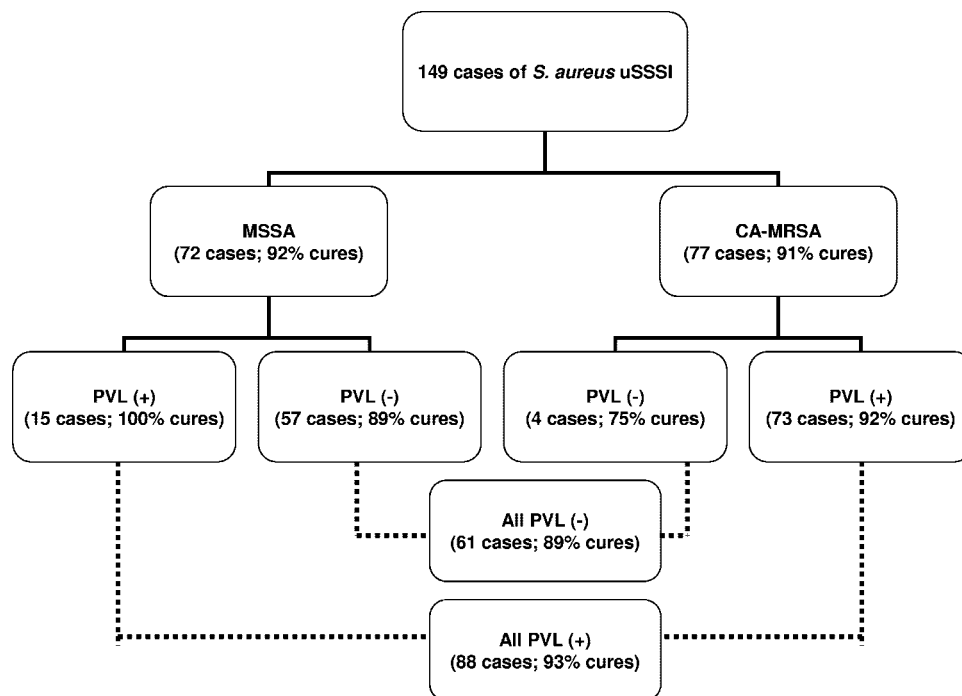 149 cases of S. aureus uSSSI
MSSA
(72 cases; 92% cures)
CA-MRSA
(77 cases; 91% cures)
PVL (+)
(15 cases; 100% cures)
PVL (-)
(57 cases; 89% cures)
PVL (-)
(4 cases; 75% cures)
PVL (+)
(73 cases; 92% cures)
All PVL (-)
(61 cases; 89% cures)
All PVL (+)
(88 cases; 93% cures)